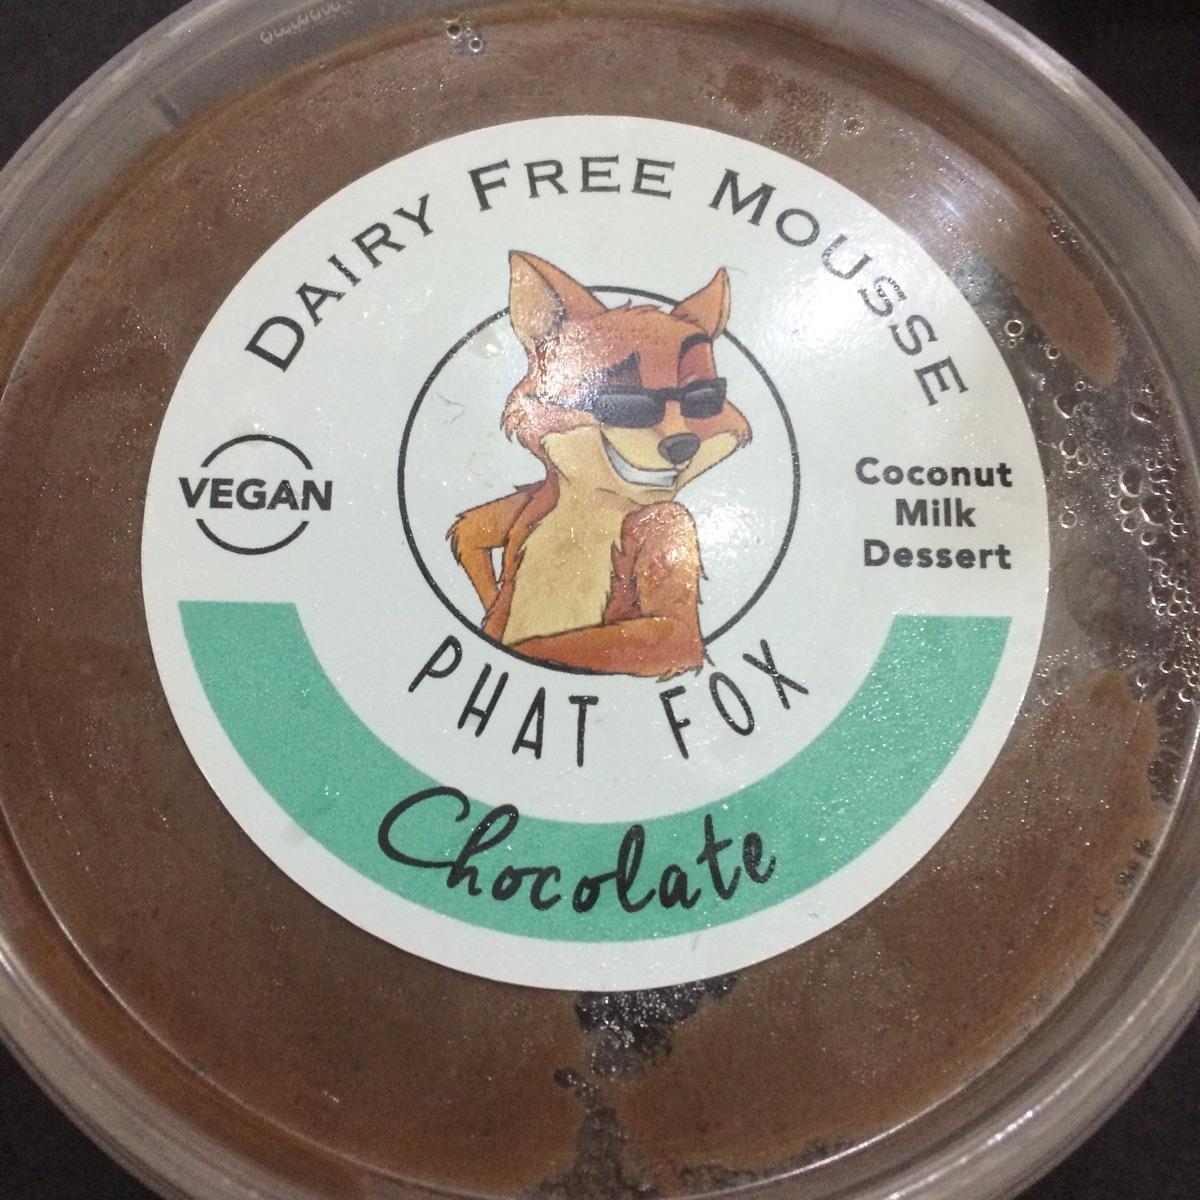 DAIRY FREE MOUSSE
VEGAN
Coconut
Milk
Dessert
PHAT FOX
Chocolate